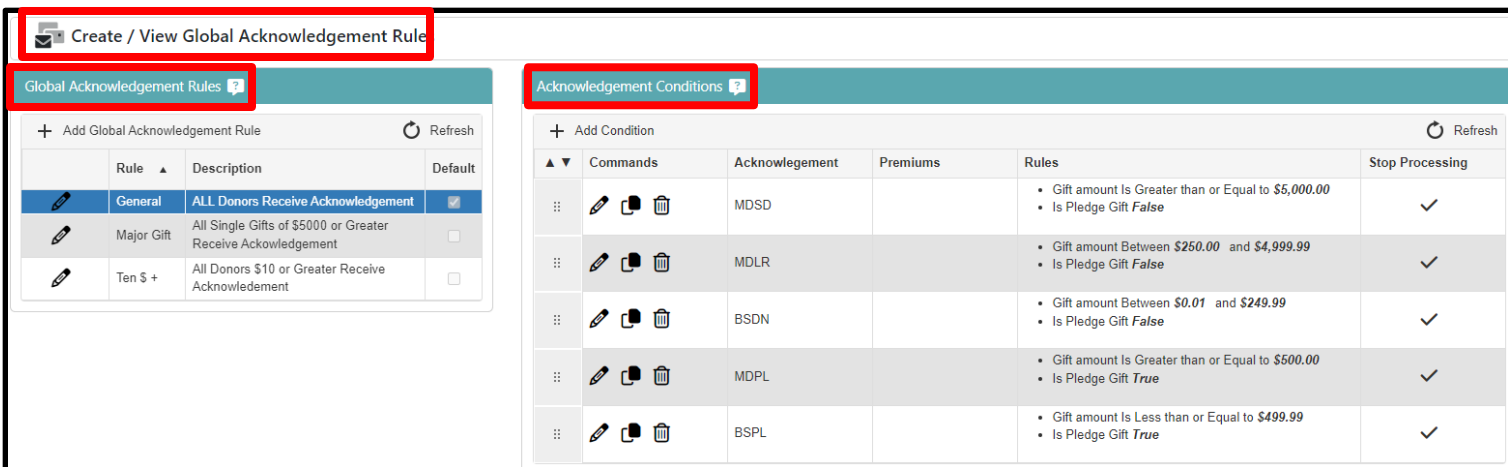 Create / View Global Acknowledgement Rule
Global Acknowledgement Rules ?
+ Add Global Acknowledgement Rule Refresh
Rule ▲ Description Default
General ALL Donors Receive Acknowledgement
Major Gift All Single Gifts of $5000 or Greater
Receive Ackowledgement
Ten $ + All Donors $10 or Greater Receive
Acknowledement
Acknowledgement Conditions ?
+ Add Condition Refresh
▲ ▼ Commands Acknowlegement Premiums Rules Stop Processing
MDSD
• Gift amount Is Greater than or Equal to $5,000.00
• Is Pledge Gift False
MDLR
• Gift amount Between $250.00 and $4,999.99
• Is Pledge Gift False
BSDN
• Gift amount Between $0.01 and $249.99
• Is Pledge Gift False
MDPL
• Gift amount Is Greater than or Equal to $500.00
• Is Pledge Gift True
BSPL
• Gift amount Is Less than or Equal to $499.99
• Is Pledge Gift True